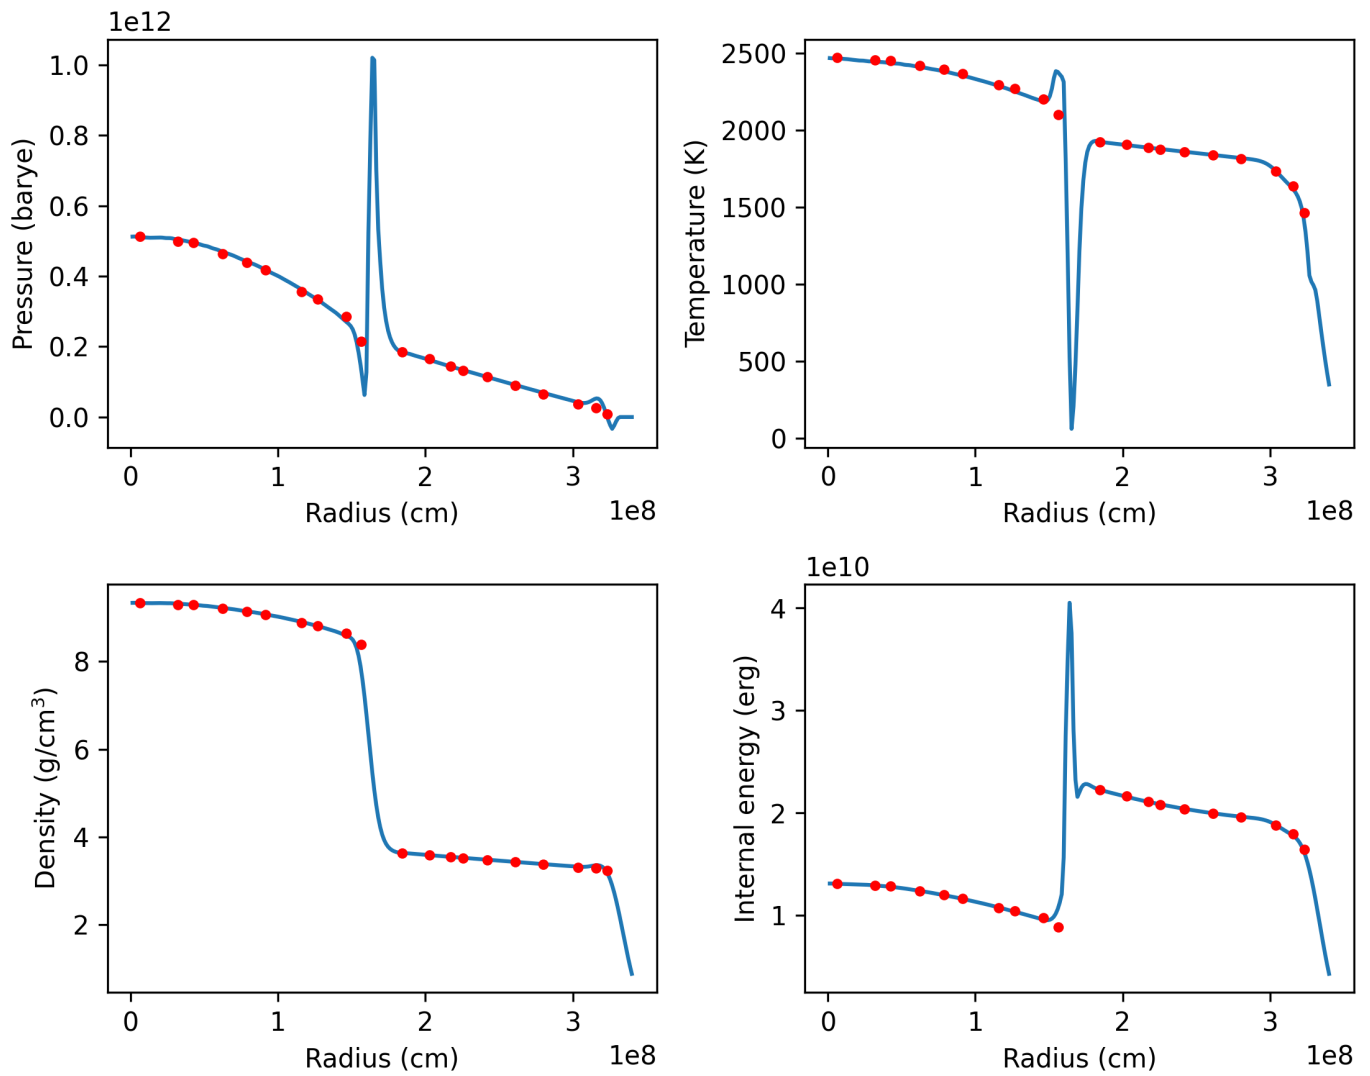 1e12
Pressure (barye)
1.0
0.8
0.6
0.4
0.2
0.0
0 1 2 3
Radius (cm)
1e8
Temperature (K)
2500
2000
1500
1000
500
0
0 1 2 3
Radius (cm)
1e8
Density (g/cm³)
8
6
4
2
0 1 2 3
Radius (cm)
1e8
1e10
Internal energy (erg)
4
3
2
1
0 1 2 3
Radius (cm)
1e8